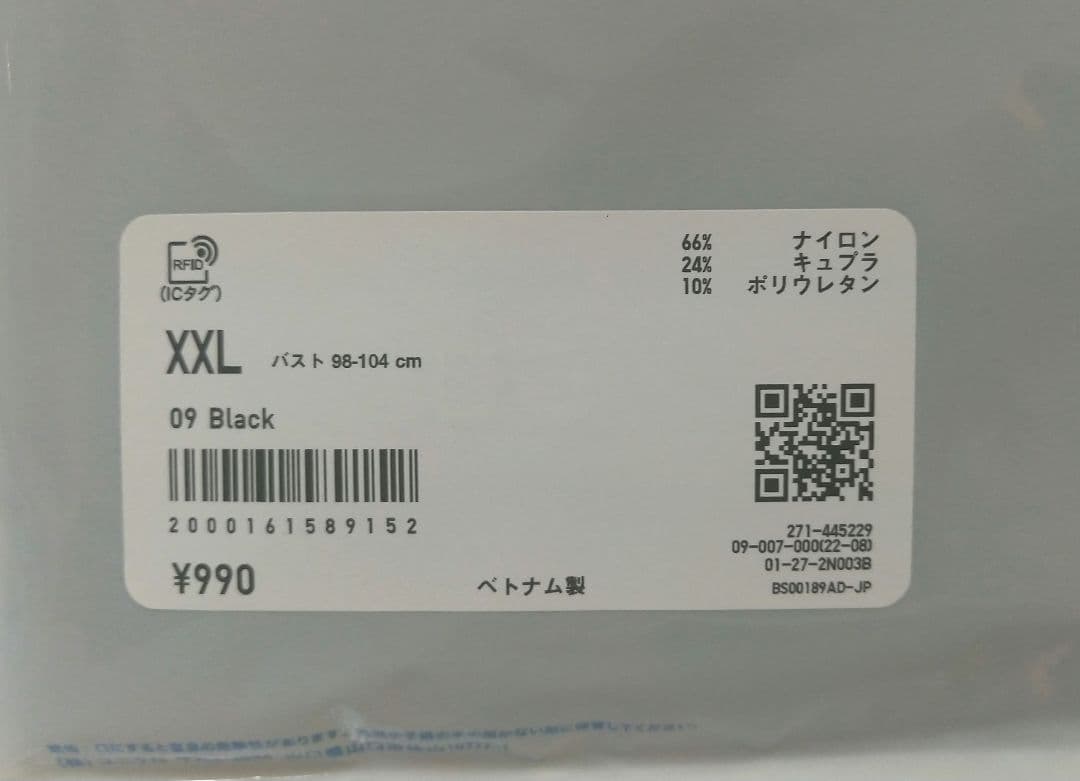 RFID
(ICタグ)
66% ナイロン
24% キュプラ
10% ポリウレタン
XXL バスト 98-104 cm
09 Black
2000161589152
¥990
ベトナム製
271-445229
09-007-000(22-08)
01-27-2N003B
BS00189AD-JP